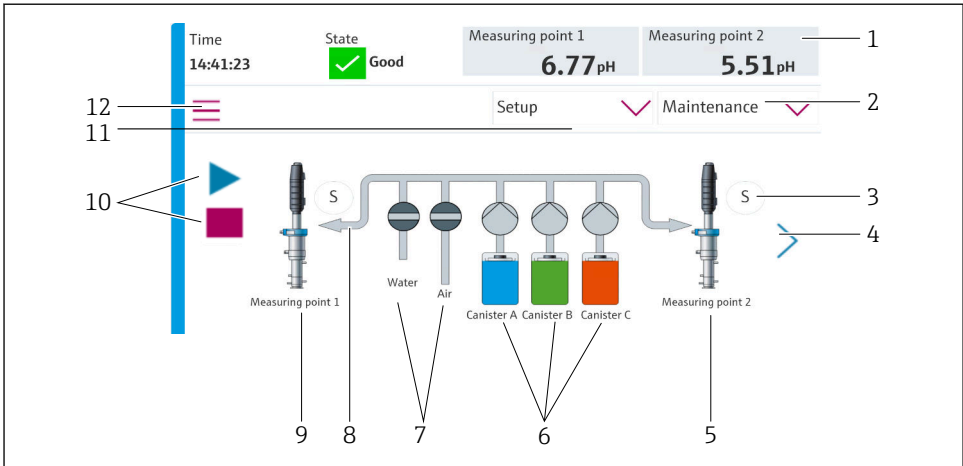 Time
14:41:23
State
Good
Measuring point 1
6.77pH
Measuring point 2
5.51pH
1
12
Setup
Maintenance
2
11
10
S
S
3
4
Water
Air
Canister A
Canister B
Canister C
Measuring point 1
Measuring point 2
9
8
7
6
5